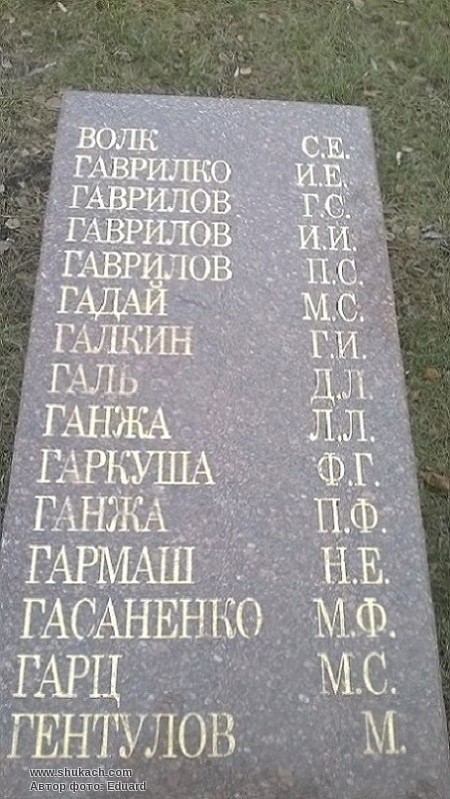 ВОЛК С.Е.
ГАВРИЛКО И.Е.
ГАВРИЛОВ Г.С.
ГАВРИЛОВ И.И.
ГАВРИЛОВ П.С.
ГАДАЙ М.С.
ГАЛКИН Г.И.
ГАЛЬ Д.Л.
ГАНЖА Л.Л.
ГАРКУША Ф.Г.
ГАНЖА П.Ф.
ГАРМАШ Н.Е.
ГАСАНЕНКО М.Ф.
ГАРЦ М.С.
ГЕНТУЛОВ М.
www.shukach.com
Автор фото: Eduard